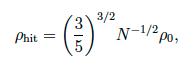 ρ_hit = (3/5)^{3/2} N^{-1/2} ρ_0,